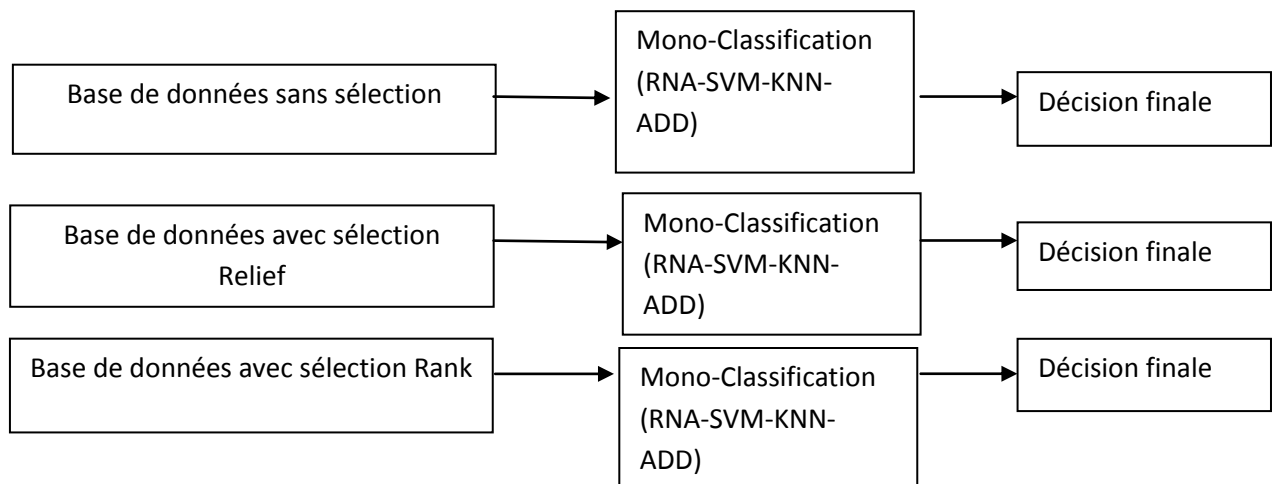 Base de données sans sélection
Mono-Classification
(RNA-SVM-KNN-
ADD)
Décision finale
Base de données avec sélection
Relief
Mono-Classification
(RNA-SVM-KNN-
ADD)
Décision finale
Base de données avec sélection Rank
Mono-Classification
(RNA-SVM-KNN-
ADD)
Décision finale